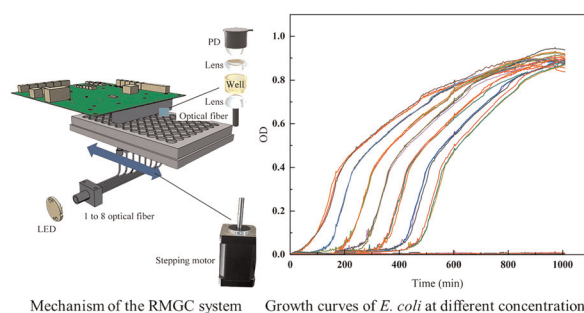 PD
Lens
Well
Lens
Optical fiber
LED
1 to 8 optical fiber
Stepping motor
Mechanism of the RMGC system
1.0
0.8
0.6
0.4
0.2
0.0
OD
0 200 400 600 800 1000
Time (min)
Growth curves of E. coli at different concentration